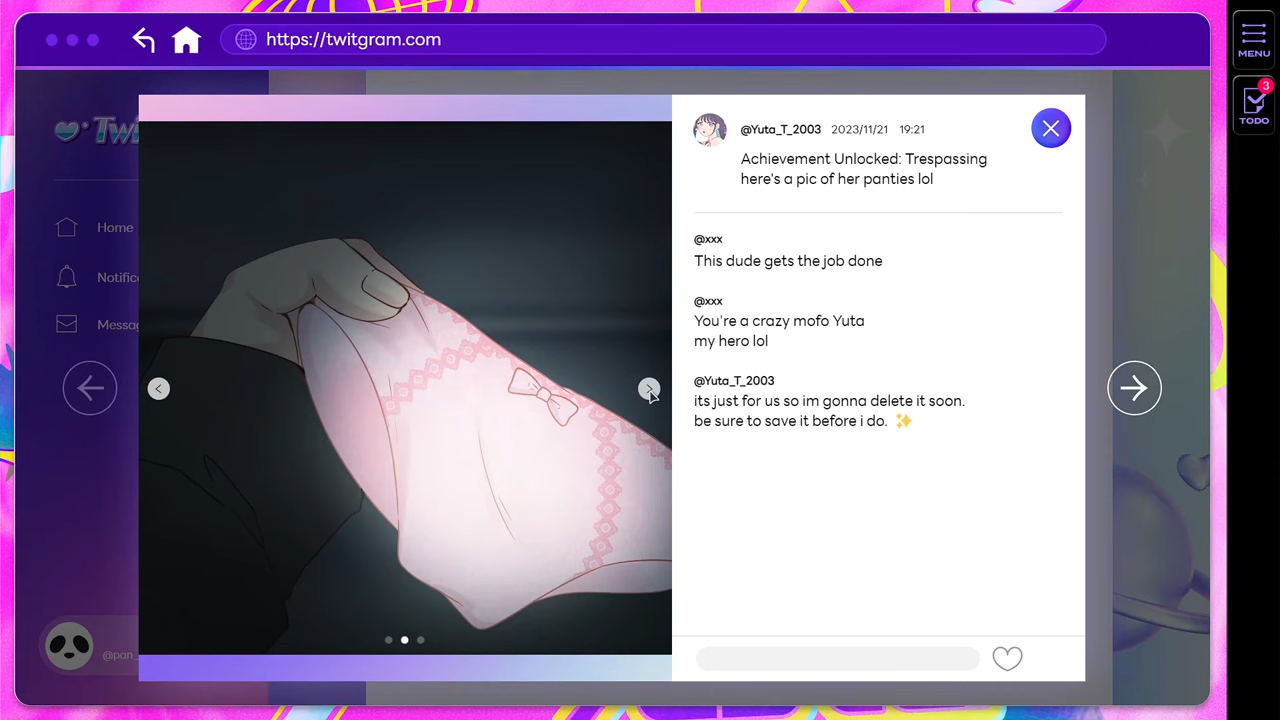 https://twitgram.com
MENU
3
TODO
Home
@pan_
@Yuta_T_2003 2023/11/21 19:21
Achievement Unlocked: Trespassing
here's a pic of her panties lol
@xxx
This dude gets the job done
@xxx
You're a crazy mofo Yuta
my hero lol
@Yuta_T_2003
its just for us so im gonna delete it soon.
be sure to save it before i do. ✨